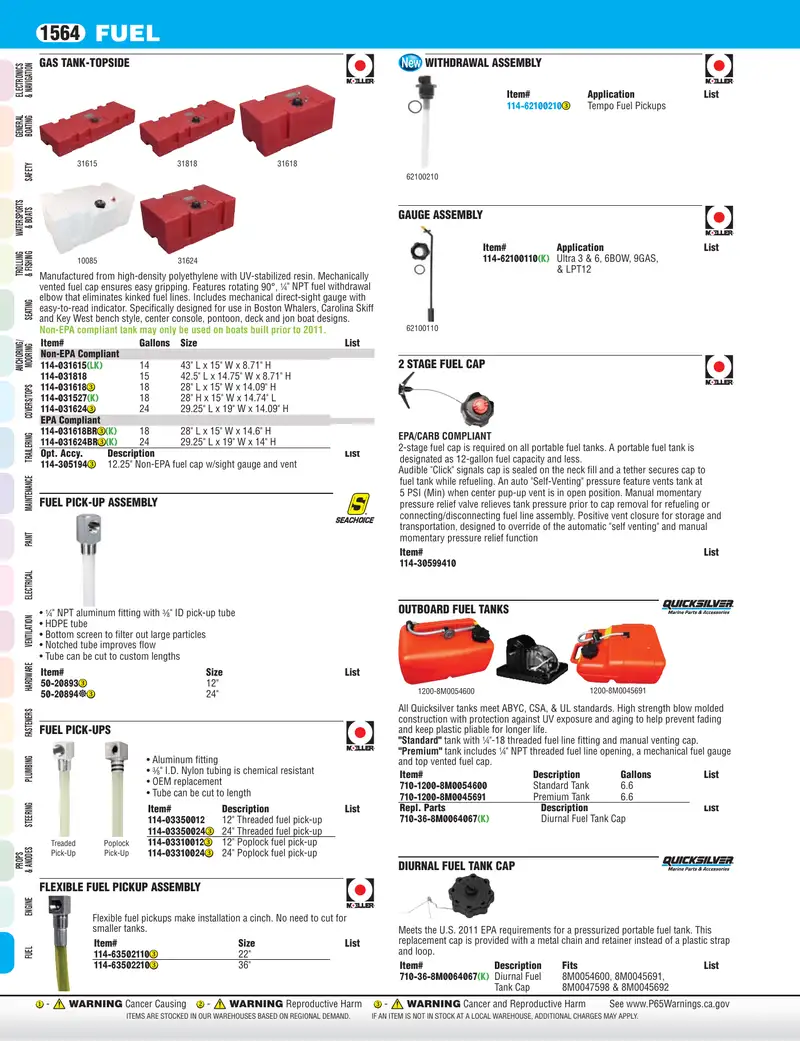 1564 FUEL
ELECTRONICS & NAVIGATION
GENERAL BOATING
SAFETY
WATERSPORTS & BOATS
TROLLING & FISHING
SEATING
ANCHORING/ MOORING
COVERS/TOPS
TRAILERING
MAINTENANCE
PAINT
ELECTRICAL
VENTILATION
HARDWARE
FASTENERS
PLUMBING
STEERING
PROPS & ANODES
ENGINE
FUEL
GAS TANK-TOPSIDE
MOELLER
31615 31818 31618
10085 31624
Manufactured from high-density polyethylene with UV-stabilized resin. Mechanically
vented fuel cap ensures easy gripping. Features rotating 90°, ¼" NPT fuel withdrawal
elbow that eliminates kinked fuel lines. Includes mechanical direct-sight gauge with
easy-to-read indicator. Specifically designed for use in Boston Whalers, Carolina Skiff
and Key West bench style, center console, pontoon, deck and jon boat designs.
Non-EPA compliant tank may only be used on boats built prior to 2011.
Item# Gallons Size List
Non-EPA Compliant
114-031615(LK) 14 43" L x 15" W x 8.71" H
114-031818 15 42.5" L x 14.75" W x 8.71" H
114-031618 3 18 28" L x 15" W x 14.09" H
114-031527(K) 18 28" H x 15" W x 14.74" L
114-031624 3 24 29.25" L x 19" W x 14.09" H
EPA Compliant
114-031618BR 3 (K) 18 28" L x 15" W x 14.6" H
114-031624BR 3 (K) 24 29.25" L x 19" W x 14" H
Opt. Accy. Description List
114-305194 3 12.25" Non-EPA fuel cap w/sight gauge and vent
FUEL PICK-UP ASSEMBLY
S
SEACHOICE
• ¼" NPT aluminum fitting with ⅜" ID pick-up tube
• HDPE tube
• Bottom screen to filter out large particles
• Notched tube improves flow
• Tube can be cut to custom lengths
Item# Size List
50-20893 3 12"
50-20894 3 24"
FUEL PICK-UPS
MOELLER
Treaded Pick-Up
Poplock Pick-Up
• Aluminum fitting
• ⅜" I.D. Nylon tubing is chemical resistant
• OEM replacement
• Tube can be cut to length
Item# Description List
114-03350012 12" Threaded fuel pick-up
114-03350024 3 24" Threaded fuel pick-up
114-03310012 3 12" Poplock fuel pick-up
114-03310024 3 24" Poplock fuel pick-up
FLEXIBLE FUEL PICKUP ASSEMBLY
MOELLER
Flexible fuel pickups make installation a cinch. No need to cut for
smaller tanks.
Item# Size List
114-63502110 3 22"
114-63502210 3 36"
New WITHDRAWAL ASSEMBLY
MOELLER
Item# Application List
114-62100210 3 Tempo Fuel Pickups
62100210
GAUGE ASSEMBLY
MOELLER
Item# Application List
114-62100110(K) Ultra 3 & 6, 6BOW, 9GAS,
& LPT12
62100110
2 STAGE FUEL CAP
MOELLER
EPA/CARB COMPLIANT
2-stage fuel cap is required on all portable fuel tanks. A portable fuel tank is
designated as 12-gallon fuel capacity and less.
Audible "Click" signals cap is sealed on the neck fill and a tether secures cap to
fuel tank while refueling. An auto "Self-Venting" pressure feature vents tank at
5 PSI (Min) when center pup-up vent is in open position. Manual momentary
pressure relief valve relieves tank pressure prior to cap removal for refueling or
connecting/disconnecting fuel line assembly. Positive vent closure for storage and
transportation, designed to override of the automatic "self venting" and manual
momentary pressure relief function
Item# List
114-30599410
OUTBOARD FUEL TANKS
QUICKSILVER
Marine Parts & Accessories
1200-8M0054600 1200-8M0045691
All Quicksilver tanks meet ABYC, CSA, & UL standards. High strength blow molded
construction with protection against UV exposure and aging to help prevent fading
and keep plastic pliable for longer life.
"Standard" tank with ¼"-18 threaded fuel line fitting and manual venting cap.
"Premium" tank includes ¼" NPT threaded fuel line opening, a mechanical fuel gauge
and top vented fuel cap.
Item# Description Gallons List
710-1200-8M0054600 Standard Tank 6.6
710-1200-8M0045691 Premium Tank 6.6
Repl. Parts Description List
710-36-8M0064067(K) Diurnal Fuel Tank Cap
DIURNAL FUEL TANK CAP
QUICKSILVER
Marine Parts & Accessories
Meets the U.S. 2011 EPA requirements for a pressurized portable fuel tank. This
replacement cap is provided with a metal chain and retainer instead of a plastic strap
and loop.
Item# Description Fits List
710-36-8M0064067(K) Diurnal Fuel 8M0054600, 8M0045691,
Tank Cap 8M0047598 & 8M0045692
1 - WARNING Cancer Causing 2 - WARNING Reproductive Harm 3 - WARNING Cancer and Reproductive Harm See www.P65Warnings.ca.gov
ITEMS ARE STOCKED IN OUR WAREHOUSES BASED ON REGIONAL DEMAND. IF AN ITEM IS NOT IN STOCK AT A LOCAL WAREHOUSE, ADDITIONAL CHARGES MAY APPLY.